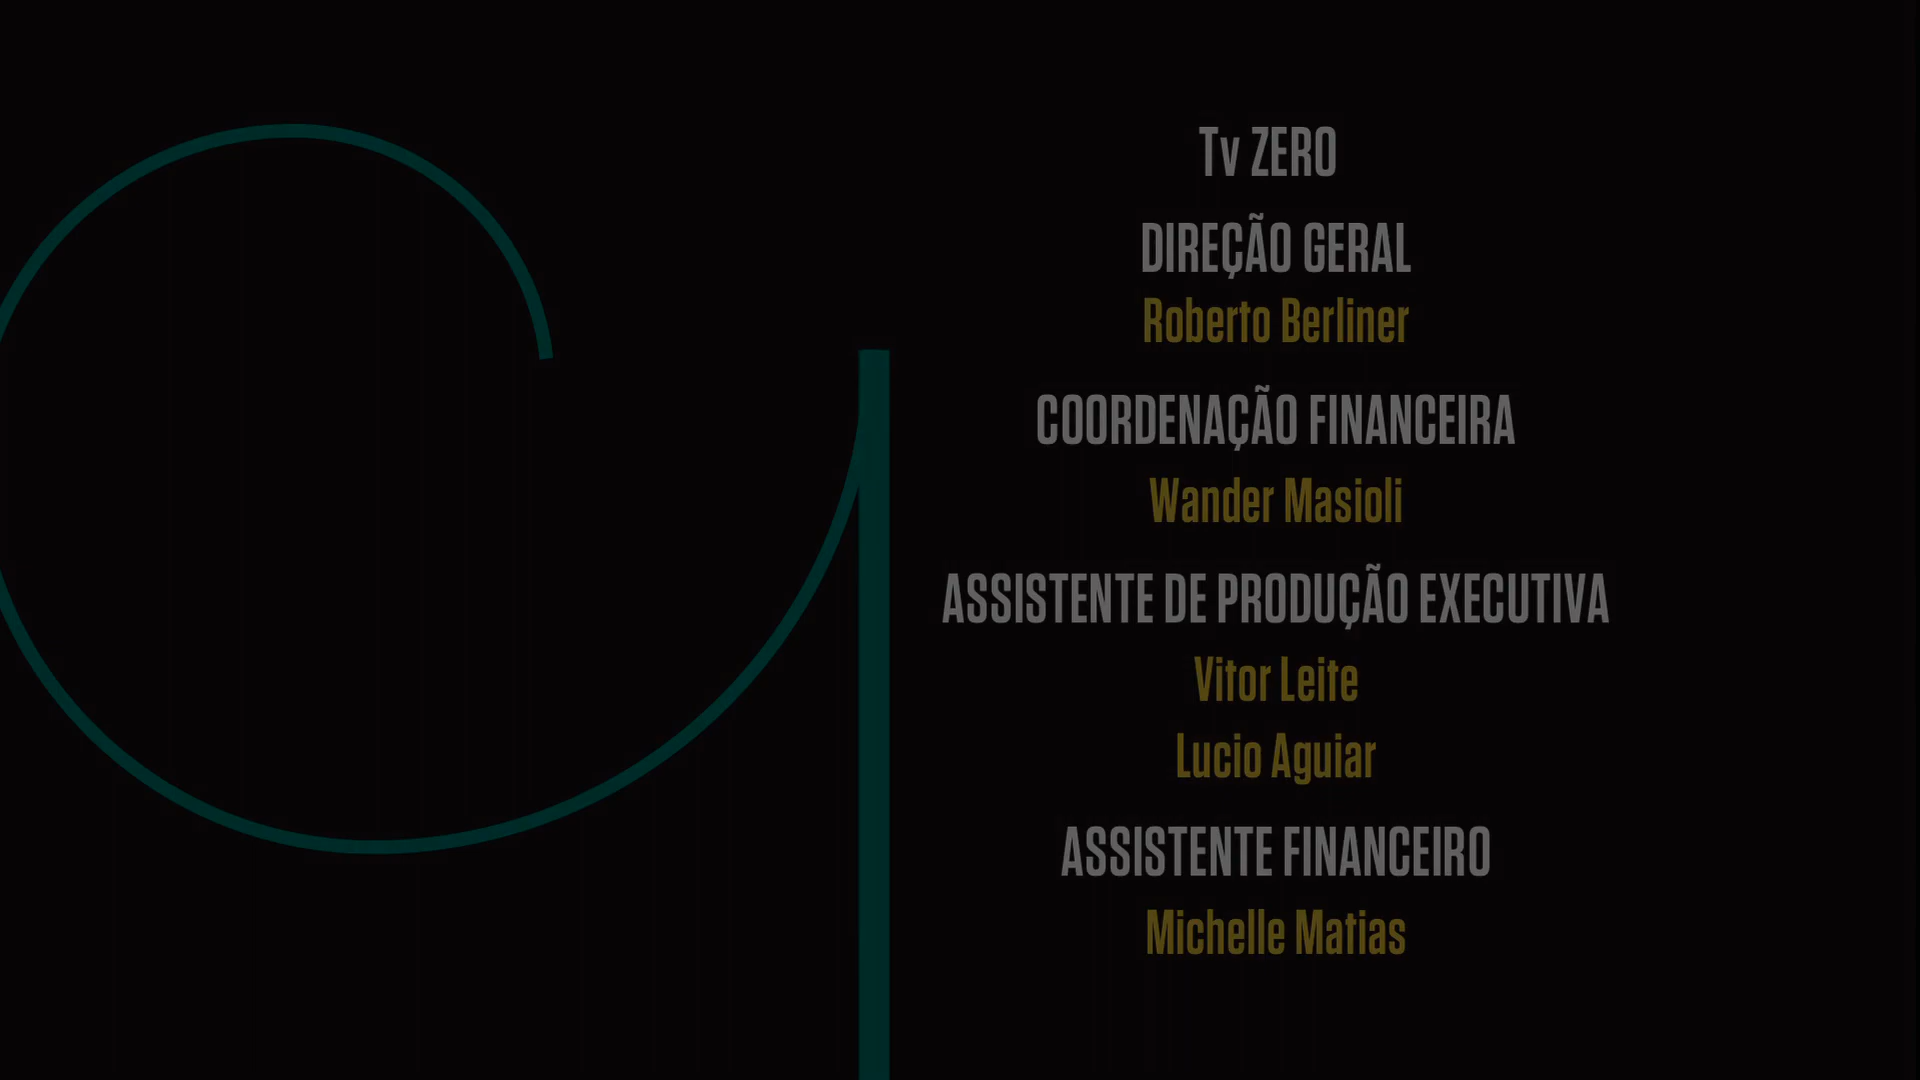 Tv ZERO
DIREÇÃO GERAL
Roberto Berliner
COORDENAÇÃO FINANCEIRA
Wander Masioli
ASSISTENTE DE PRODUÇÃO EXECUTIVA
Vitor Leite
Lucio Aguiar
ASSISTENTE FINANCEIRO
Michelle Matias